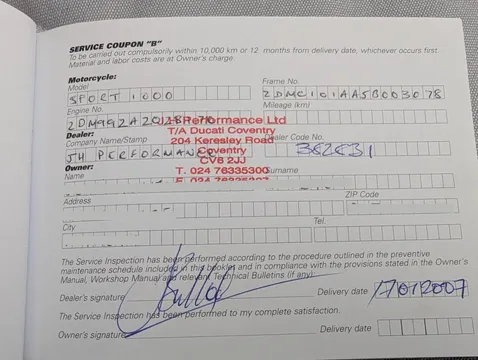 SERVICE COUPON "B"
To be carried out compulsorily within 10,000 km or 12 months from delivery date, whichever occurs first
Material and labor costs are at Owner's charge
Motorcycle:
Model
Frame No.
SPORT 1000
ZDMC101AA5B003078
Engine No.
Mileage (km)
JHPerformance Ltd
Dealer:
T/A Ducati Coventry
Company Name/Stamp
204 Keresley Road
Dealer Code No.
JH PERFORMANCE
Coventry
Owner:
CV6 2JJ
Name
T. 024 76335300
Surname
Address
ZIP Code
City
Tel.
The Service Inspection has been performed according to the procedure outlined in the preventive
maintenance schedule included in this booklet and in compliance with the provisions stated in the Owner's
Manual, Workshop Manual and relevant Technical Bulletins (if any).
Dealer's signature
Delivery date 17/01/2007
The Service Inspection has been performed to my complete satisfaction.
Owner's signature
Delivery date